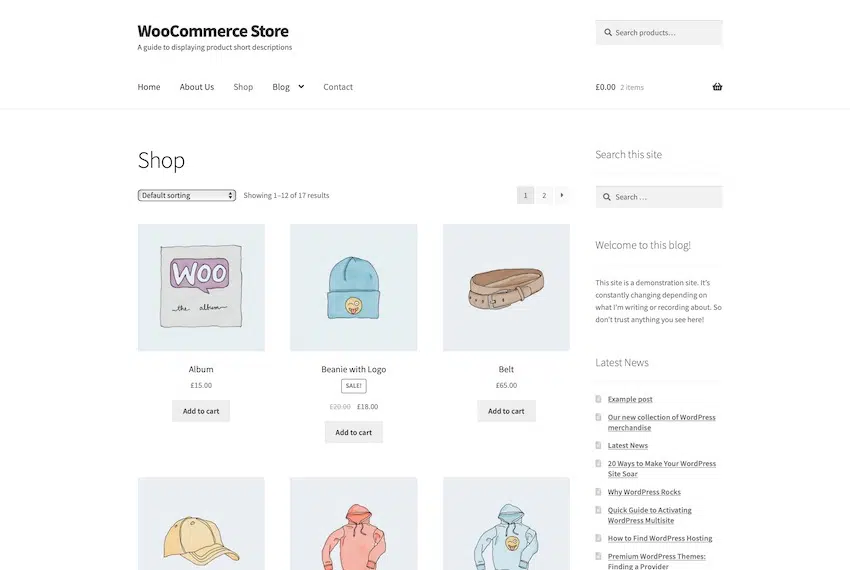 WooCommerce Store
A guide to displaying product short descriptions
Search products…
Home About Us Shop Blog Contact
£0.00 2 items
Shop
Default sorting Showing 1–12 of 17 results 1 2
WOO
the album
Album
£15.00
Add to cart
Beanie with Logo
SALE!
£20.00 £18.00
Add to cart
Belt
£65.00
Add to cart
Search this site
Search …
Welcome to this blog!
This site is a demonstration site. It's
constantly changing depending on
what I'm writing or recording about. So
don't trust anything you see here!
Latest News
Example post
Our new collection of WordPress
merchandise
Latest News
20 Ways to Make Your WordPress
Site Soar
Why WordPress Rocks
Quick Guide to Activating
WordPress Multisite
How to Find WordPress Hosting
Premium WordPress Themes:
Finding a Provider